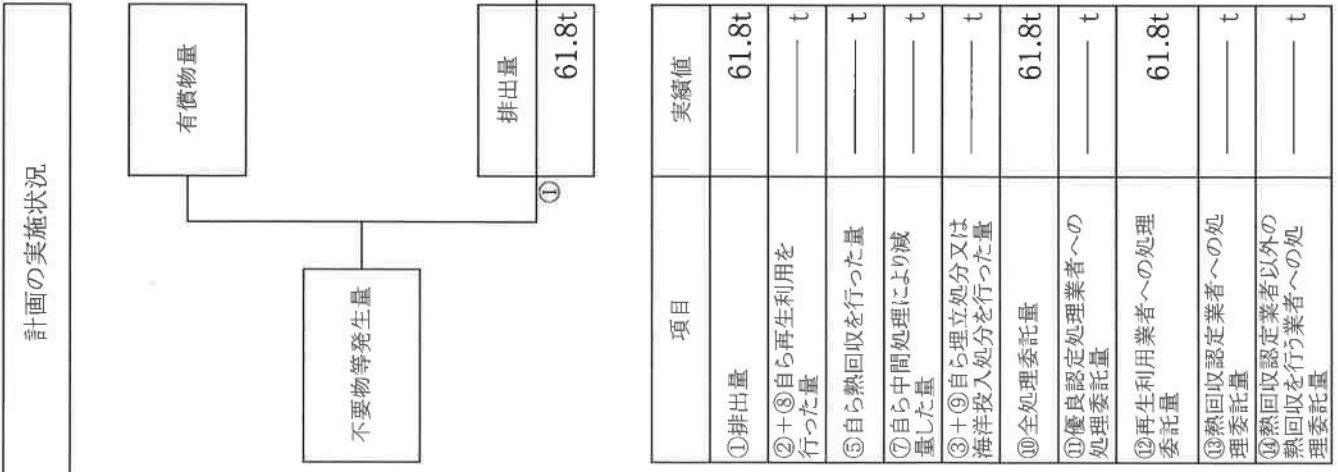 計画の実施状況
有償物量
不要物等発生量
排出量
①
61.8t
項目
実績値
①排出量
61.8t
②＋⑧自ら再生利用を
行った量
― t
⑤自ら熱回収を行った量
― t
⑦自ら中間処理により減
量した量
― t
③＋⑨自ら埋立処分又は
海洋投入処分を行った量
― t
⑩全処理委託量
61.8t
⑪優良認定処理業者への
処理委託量
― t
⑫再生利用業者への処理
委託量
61.8t
⑬熱回収認定業者への処
理委託量
― t
⑭熱回収認定業者以外の
熱回収を行う業者への処
理委託量
― t